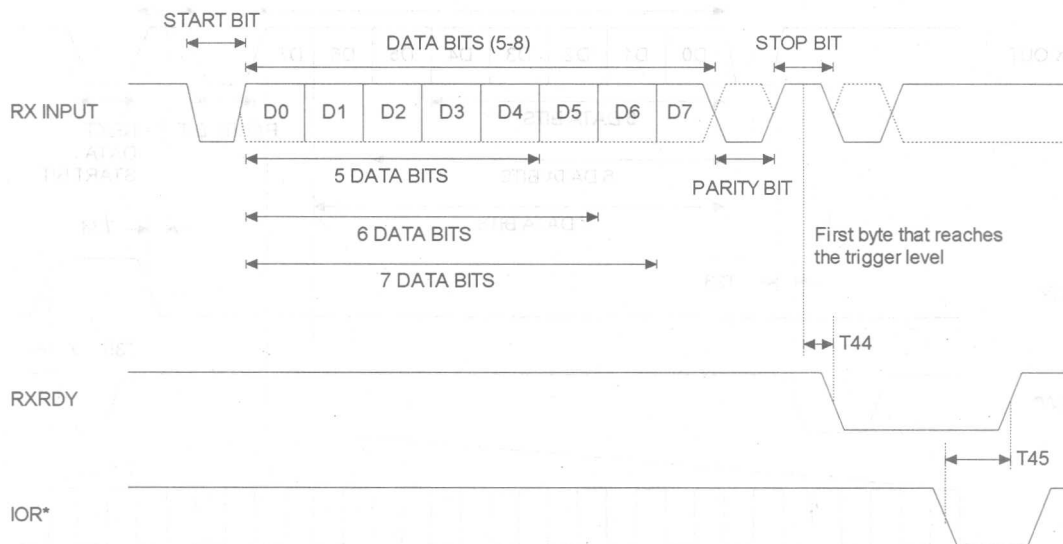 START BIT
DATA BITS (5-8)
STOP BIT
RX INPUT
D0 D1 D2 D3 D4 D5 D6 D7
5 DATA BITS
PARITY BIT
6 DATA BITS
7 DATA BITS
First byte that reaches
the trigger level
T44
RXRDY
T45
IOR*